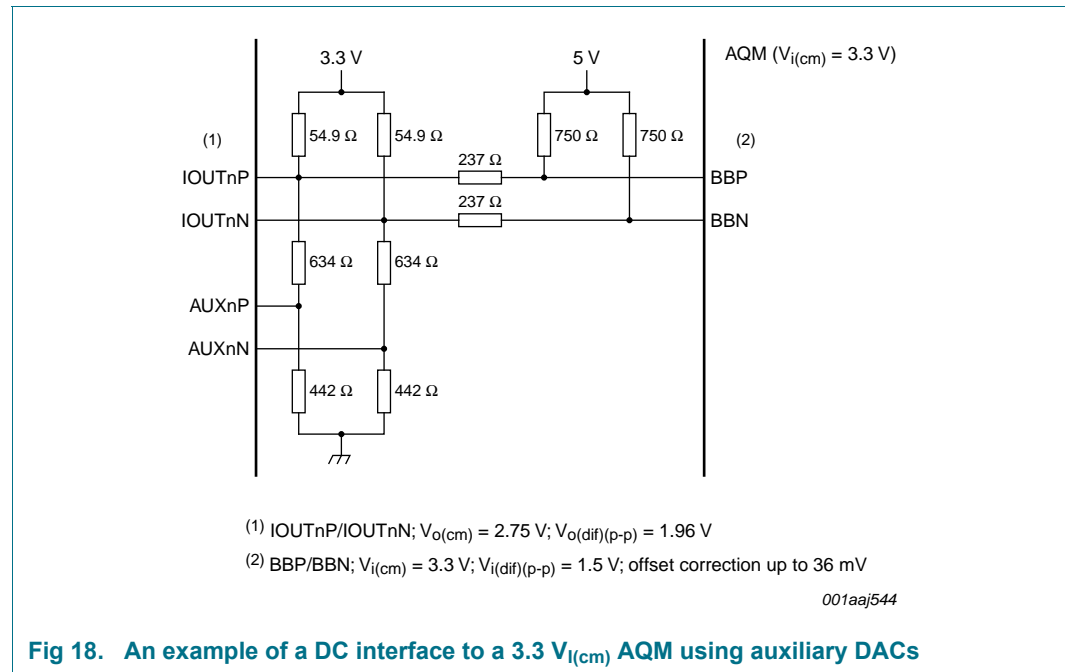 3.3 V 5 V AQM (Vi(cm) = 3.3 V)
(1) 54.9 Ω 54.9 Ω 750 Ω 750 Ω (2)
237 Ω
IOUTnP BBP
237 Ω
IOUTnN BBN
634 Ω 634 Ω
AUXnP
AUXnN
442 Ω 442 Ω
(1) IOUTnP/IOUTnN; Vo(cm) = 2.75 V; Vo(dif)(p-p) = 1.96 V
(2) BBP/BBN; Vi(cm) = 3.3 V; Vi(dif)(p-p) = 1.5 V; offset correction up to 36 mV
001aaj544
Fig 18. An example of a DC interface to a 3.3 VI(cm) AQM using auxiliary DACs